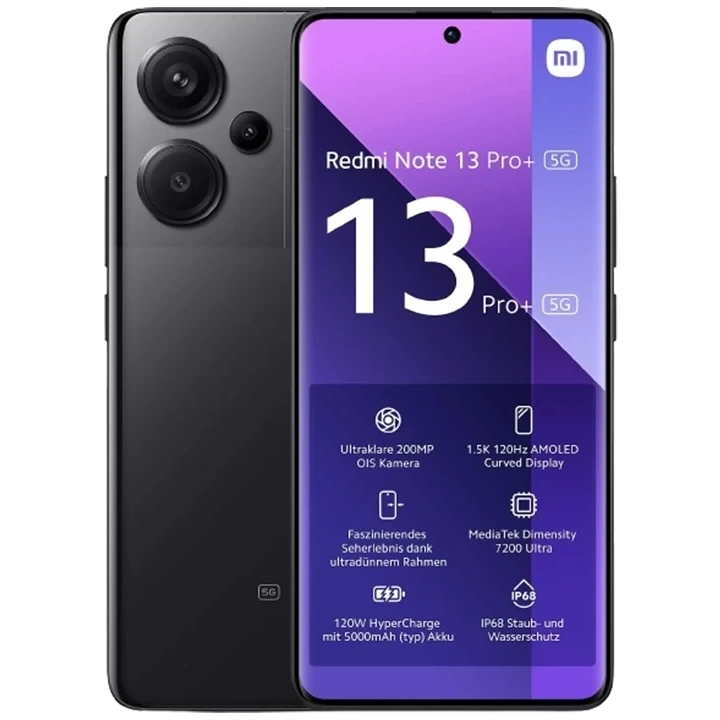 mi
Redmi Note 13 Pro+ 5G
13 Pro+ 5G
Ultraklare 200MP
OIS Kamera
1.5K 120Hz AMOLED
Curved Display
Faszinierendes
Seherlebnis dank
ultradünnem Rahmen
MediaTek Dimensity
7200 Ultra
120W HyperCharge
mit 5000mAh (typ) Akku
IP68
IP68 Staub- und
Wasserschutz
5G